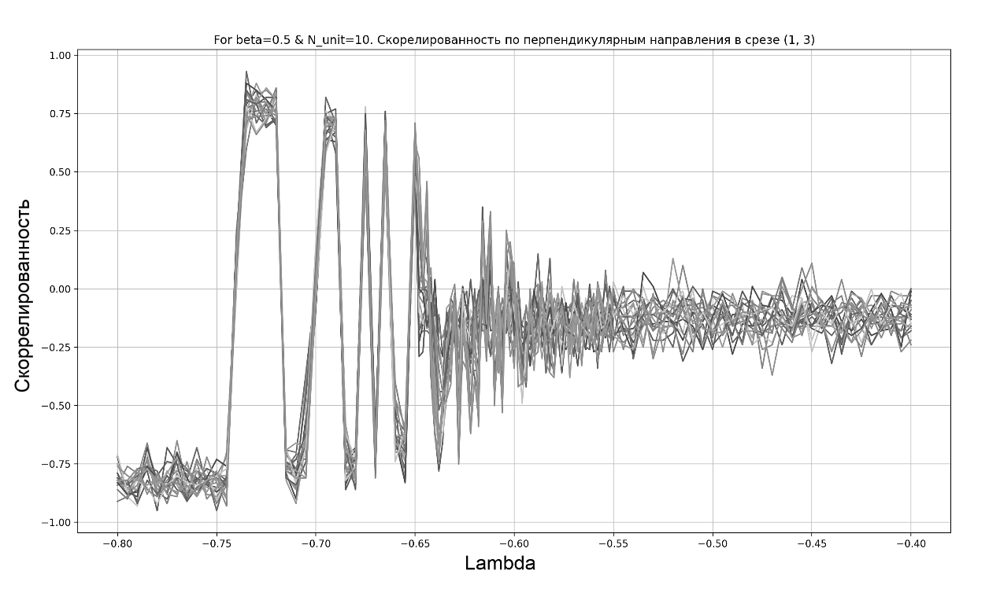 For beta=0.5 & N_unit=10. Скорелированность по перпендикулярным направления в срезе (1, 3)
1.00
0.75
0.50
0.25
0.00
−0.25
−0.50
−0.75
−1.00
Скоррелированность
−0.80 −0.75 −0.70 −0.65 −0.60 −0.55 −0.50 −0.45 −0.40
Lambda